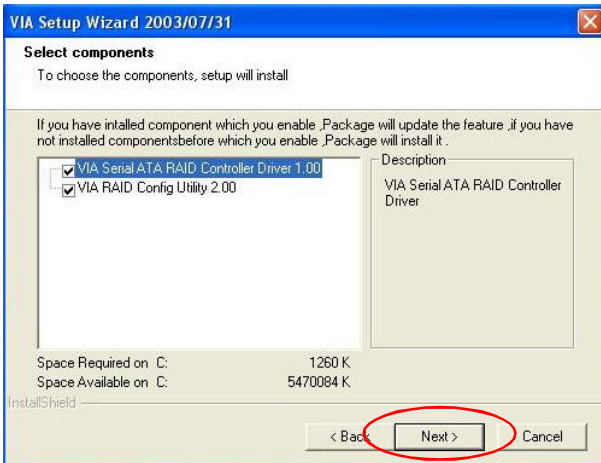 VIA Setup Wizard 2003/07/31
Select components
To choose the components, setup will install
If you have intalled component which you enable ,Package will update the feature ,if you have
not installed componentsbefore which you enable ,Package will install it .
VIA Serial ATA RAID Controller Driver 1.00
VIA RAID Config Utility 2.00
Description
VIA Serial ATA RAID Controller
Driver
Space Required on C: 1260 K
Space Available on C: 5470084 K
InstallShield
< Back Next > Cancel